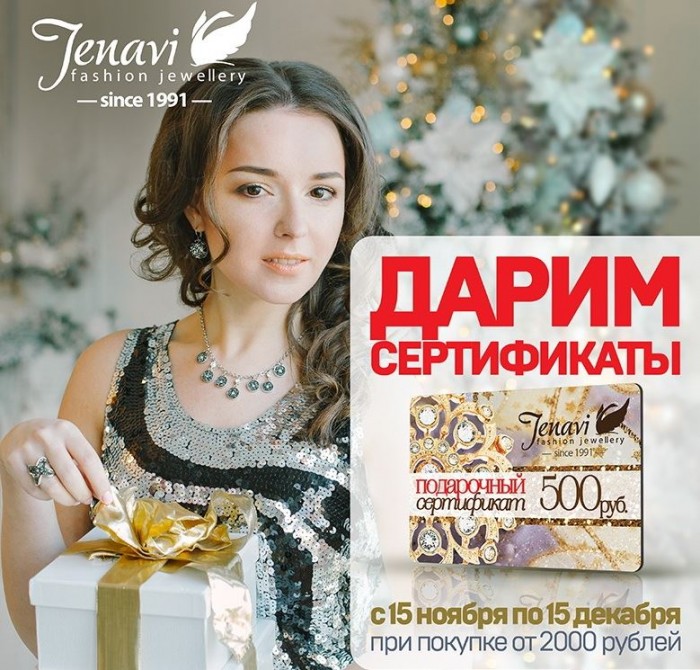 Jenavi
fashion jewellery
since 1991
ДАРИМ
СЕРТИФИКАТЫ
Jenavi
fashion jewellery
since 1991
подарочный
сертификат 500руб.
с 15 ноября по 15 декабря
при покупке от 2000 рублей